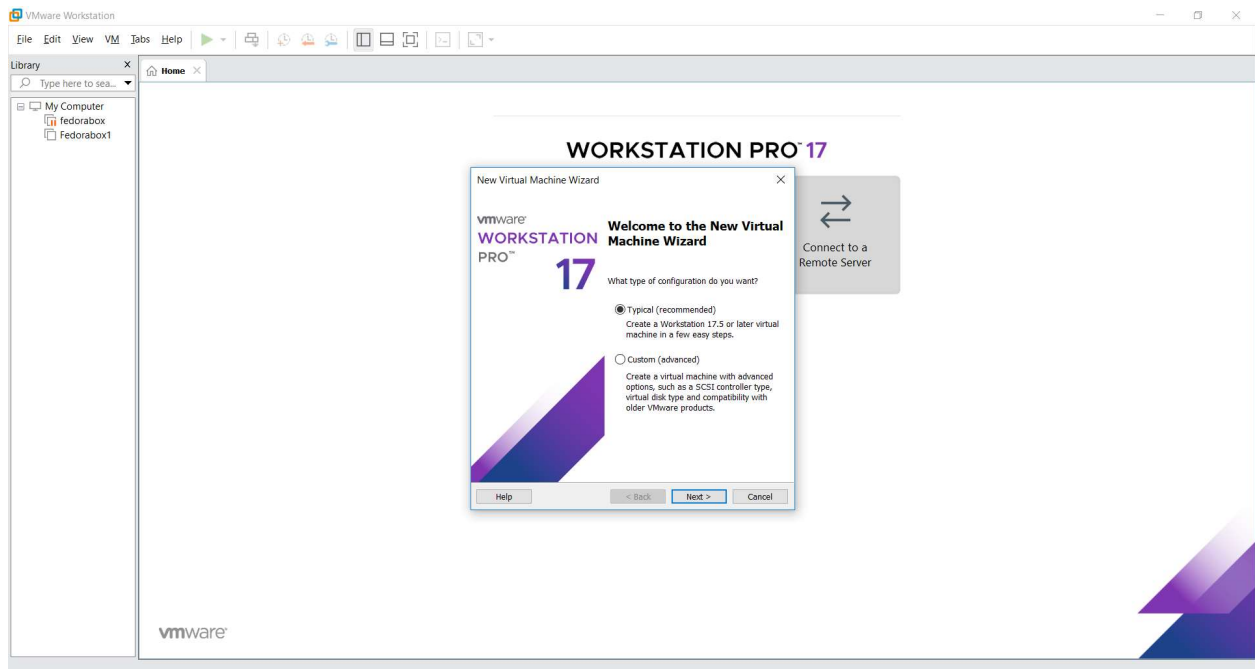 VMware Workstation
File Edit View VM Tabs Help
Library X
Type here to sea...
My Computer
fedorabox
Fedorabox1
Home
WORKSTATION PRO™ 17
Connect to a
Remote Server
New Virtual Machine Wizard
vmware®
WORKSTATION
PRO™
17
Welcome to the New Virtual
Machine Wizard
What type of configuration do you want?
Typical (recommended)
Create a Workstation 17.5 or later virtual
machine in a few easy steps.
Custom (advanced)
Create a virtual machine with advanced
options, such as a SCSI controller type,
virtual disk type and compatibility with
older VMware products.
Help < Back Next > Cancel
vmware®